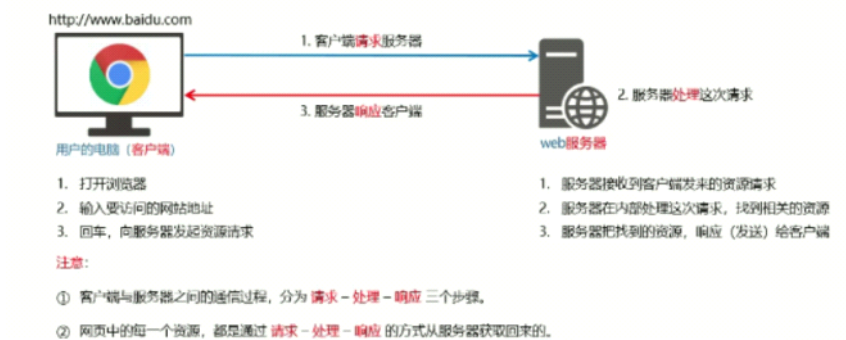 http://www.baidu.com
1. 客户端请求服务器
2. 服务器处理这次请求
3. 服务器响应客户端
用户的电脑（客户端）
web服务器
1. 打开浏览器
2. 输入要访问的网站地址
3. 回车，向服务器发起资源请求
1. 服务器接收到客户端发来的资源请求
2. 服务器在内部处理这次请求，找到相关的资源
3. 服务器把找到的资源，响应（发送）给客户端
注意：
① 客户端与服务器之间的通信过程，分为 请求 – 处理 – 响应 三个步骤。
② 网页中的每一个资源，都是通过 请求 – 处理 – 响应 的方式从服务器获取回来的。